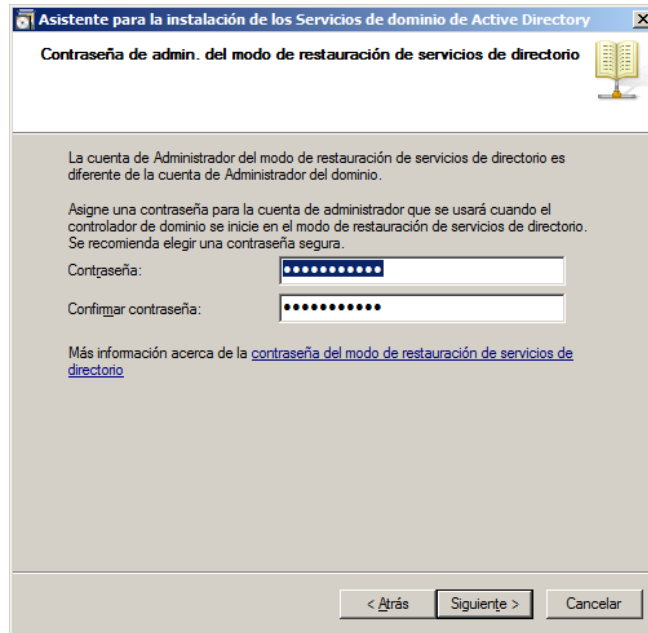 Asistente para la instalación de los Servicios de dominio de Active Directory
Contraseña de admin. del modo de restauración de servicios de directorio
La cuenta de Administrador del modo de restauración de servicios de directorio es
diferente de la cuenta de Administrador del dominio.
Asigne una contraseña para la cuenta de administrador que se usará cuando el
controlador de dominio se inicie en el modo de restauración de servicios de directorio.
Se recomienda elegir una contraseña segura.
Contraseña: ●●●●●●●●●●●
Confirmar contraseña: ●●●●●●●●●●●
Más información acerca de la contraseña del modo de restauración de servicios de
directorio
< Atrás Siguiente > Cancelar